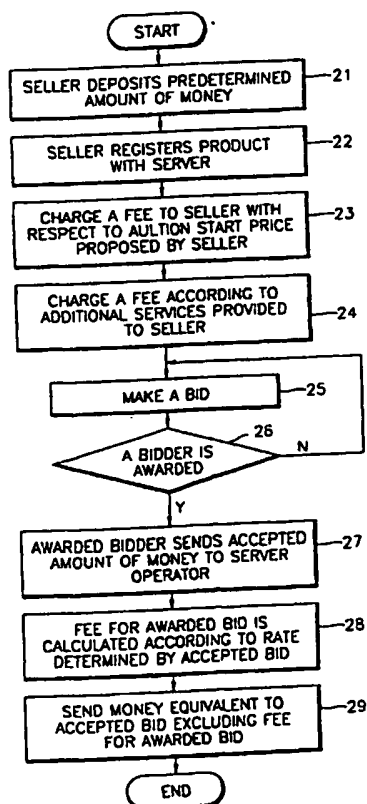 START
SELLER DEPOSITS PREDETERMINED
AMOUNT OF MONEY
21
SELLER REGISTERS PRODUCT
WITH SERVER
22
CHARGE A FEE TO SELLER WITH
RESPECT TO AULTION START PRICE
PROPOSED BY SELLER
23
CHARGE A FEE ACCORDING TO
ADDITIONAL SERVICES PROVIDED
TO SELLER
24
MAKE A BID
25
26
A BIDDER IS
AWARDED
N
Y
AWARDED BIDDER SENDS ACCEPTED
AMOUNT OF MONEY TO SERVER
OPERATOR
27
FEE FOR AWARDED BID IS
CALCULATED ACCORDING TO RATE
DETERMINED BY ACCEPTED BID
28
SEND MONEY EQUIVALENT TO
ACCEPTED BID EXCLUDING FEE
FOR AWARDED BID
29
END